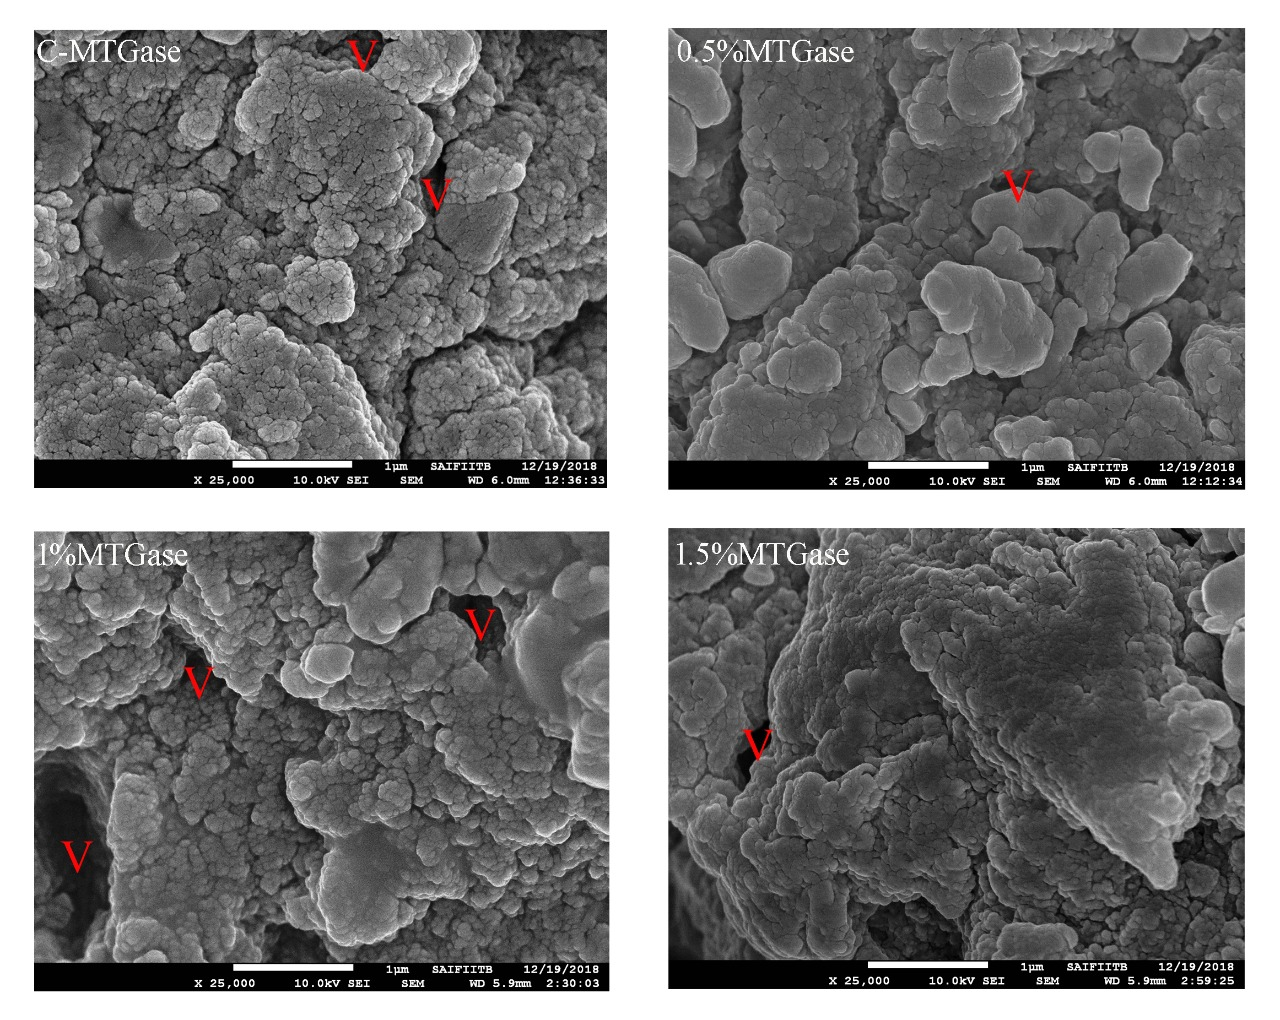 C-MTGase
V
V
1μm SAIFIITB 12/19/2018
X 25,000 10.0kV SEI SEM WD 6.0mm 12:36:33
0.5%MTGase
V
1μm SAIFIITB 12/19/2018
X 25,000 10.0kV SEI SEM WD 6.0mm 12:12:34
1%MTGase
V
V
V
1μm SAIFIITB 12/19/2018
X 25,000 10.0kV SEI SEM WD 5.9mm 2:30:03
1.5%MTGase
V
1μm SAIFIITB 12/19/2018
X 25,000 10.0kV SEI SEM WD 5.9mm 2:59:25